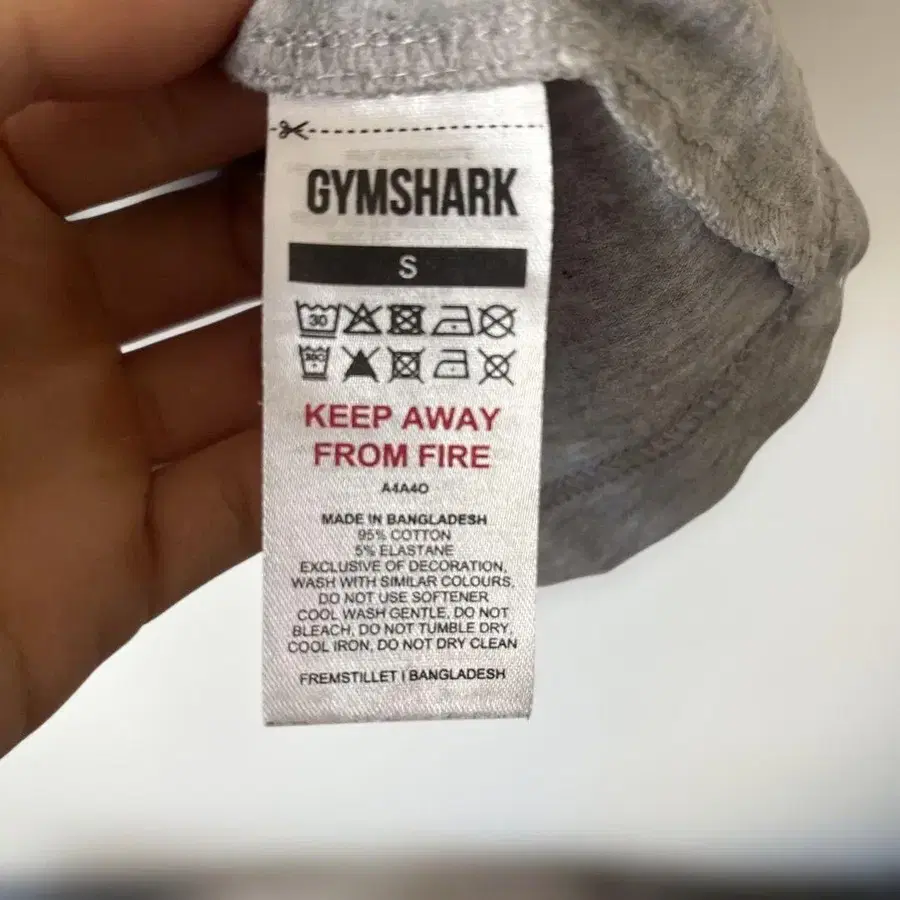 GYMSHARK
S
30
30C
KEEP AWAY
FROM FIRE
A4A4O
MADE IN BANGLADESH
95% COTTON
5% ELASTANE
EXCLUSIVE OF DECORATION,
WASH WITH SIMILAR COLOURS,
DO NOT USE SOFTENER
COOL WASH GENTLE, DO NOT
BLEACH, DO NOT TUMBLE DRY,
COOL IRON, DO NOT DRY CLEAN
FREMSTILLET I BANGLADESH